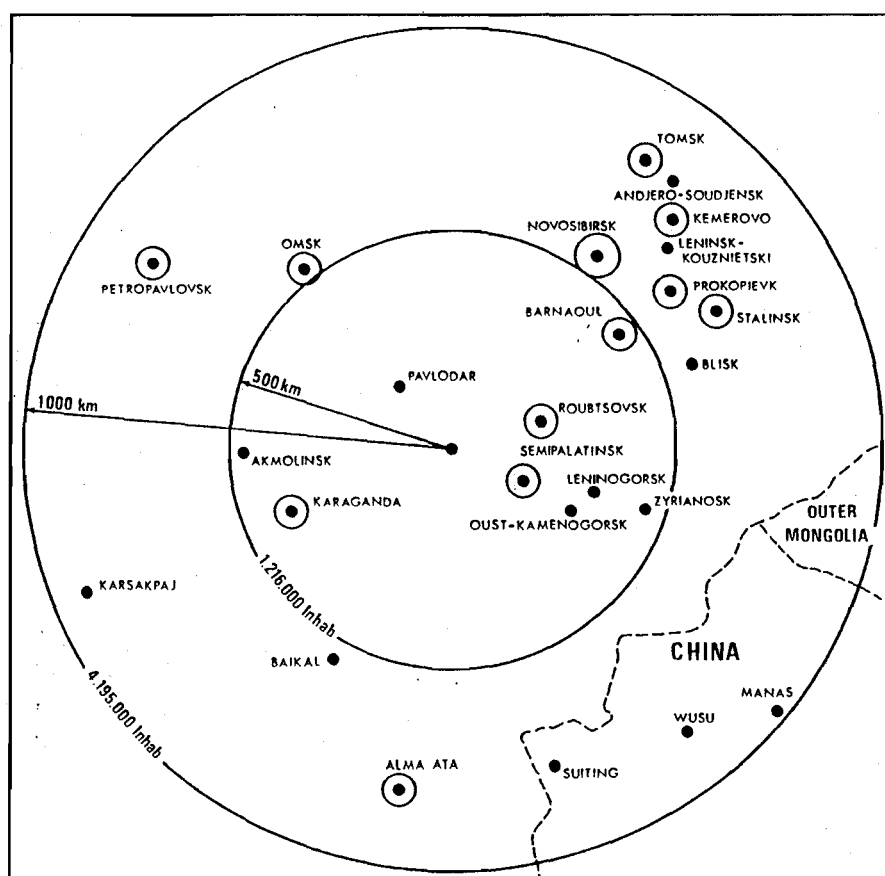 TOMSK
ANDJERO-SOUDJENSK
KEMEROVO
NOVOSIBIRSK
OMSK
LENINSK-
KOUZNIETSKI
PETROPAVLOVSK
PROKOPIEVK
STALINSK
BARNAOUL
BLISK
PAVLODAR
500 km
1000 km
ROUBTSOVSK
SEMIPALATINSK
AKMOLINSK
LENINOGORSK
KARAGANDA
ZYRIANOSK
OUST-KAMENOGORSK
OUTER
MONGOLIA
1.216.000 Inhab
KARSAKPAJ
BAIKAL
CHINA
4.195.000 Inhab
MANAS
WUSU
ALMA ATA
SUITING